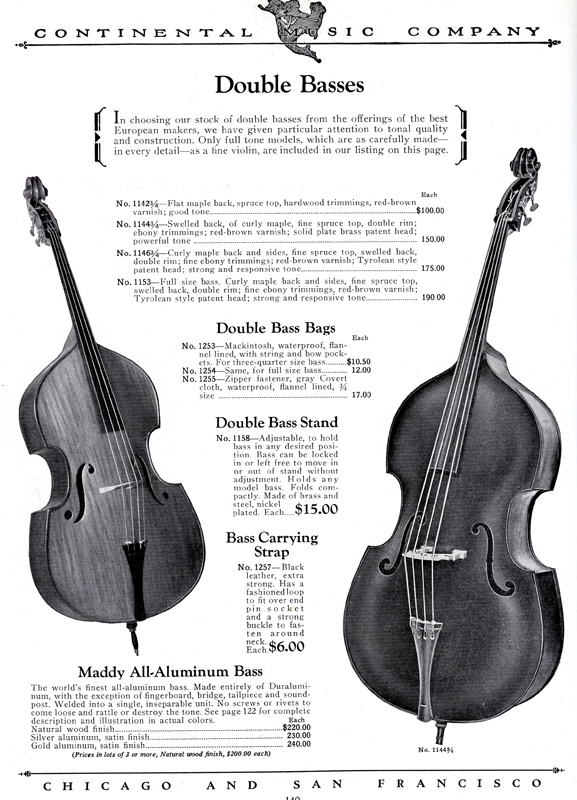 CONTINENTAL MUSIC COMPANY
Double Basses
In choosing our stock of double basses from the offerings of the best
European makers, we have given particular attention to tonal quality
and construction. Only full tone models, which are as carefully made—
in every detail—as a fine violin, are included in our listing on this page.
Each
No. 1142¾—Flat maple back, spruce top, hardwood trimmings, red-brown
varnish; good tone $100.00
No. 1144¾—Swelled back, of curly maple, fine spruce top, double rim;
ebony trimmings; red-brown varnish; solid plate brass patent head;
powerful tone 150.00
No. 1146¾—Curly maple back and sides, fine spruce top, swelled back,
double rim; fine ebony trimmings; red-brown varnish; Tyrolean style
patent head; strong and responsive tone 175.00
No. 1153—Full size bass. Curly maple back and sides, fine spruce top,
swelled back, double rim; fine ebony trimmings, red-brown varnish;
Tyrolean style patent head; strong and responsive tone 190.00
Double Bass Bags
Each
No. 1253—Mackintosh, waterproof, flan-
nel lined, with string and bow pock-
ets. For three-quarter size bass $10.50
No. 1254—Same, for full size bass 12.00
No. 1255—Zipper fastener, gray Covert
cloth, waterproof, flannel lined, ¾
size 17.00
Double Bass Stand
No. 1158—Adjustable, to hold
bass in any desired posi-
tion. Bass can be locked
in or left free to move in
or out of stand without
adjustment. Holds any
model bass. Folds com-
pactly. Made of brass and
steel, nickel
plated. Each $15.00
Bass Carrying
Strap
No. 1257—Black
leather, extra
strong. Has a
fashioned loop
to fit over end
pin socket
and a strong
buckle to fas-
ten around
neck.
Each $6.00
Maddy All-Aluminum Bass
The world's finest all-aluminum bass. Made entirely of Duralumi-
num, with the exception of fingerboard, bridge, tailpiece and sound-
post. Welded into a single, inseparable unit. No screws or rivets to
come loose and rattle or destroy the tone. See page 122 for complete
description and illustration in actual colors. Each
Natural wood finish $220.00
Silver aluminum, satin finish 230.00
Gold aluminum, satin finish 240.00
(Prices in lots of 3 or more, Natural wood finish, $200.00 each)
No. 1144¾
CHICAGO AND SAN FRANCISCO